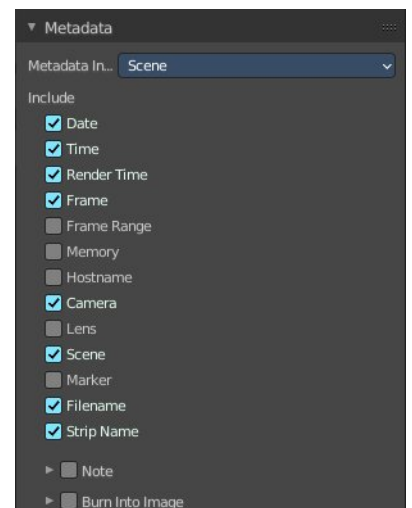 Metadata
Metadata In... Scene
Include
Date
Time
Render Time
Frame
Frame Range
Memory
Hostname
Camera
Lens
Scene
Marker
Filename
Strip Name
Note
Burn Into Image